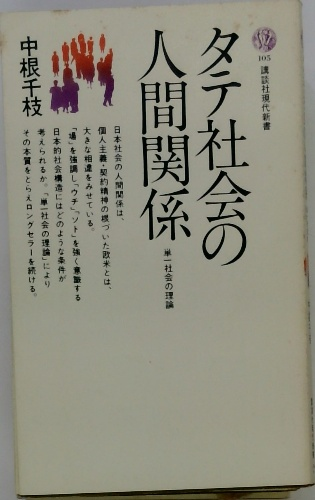 105 講談社現代新書
タテ社会の
人間関係
単一社会の理論
中根千枝
日本社会の人間関係は、
個人主義・契約精神の根づいた欧米とは、
大きな相違をみせている。
「場」を強調し「ウチ」「ソト」を強く意識する
日本的社会構造にはどのような条件が
考えられるか。「単一社会の理論」により
その本質をとらえロングセラーを続ける。